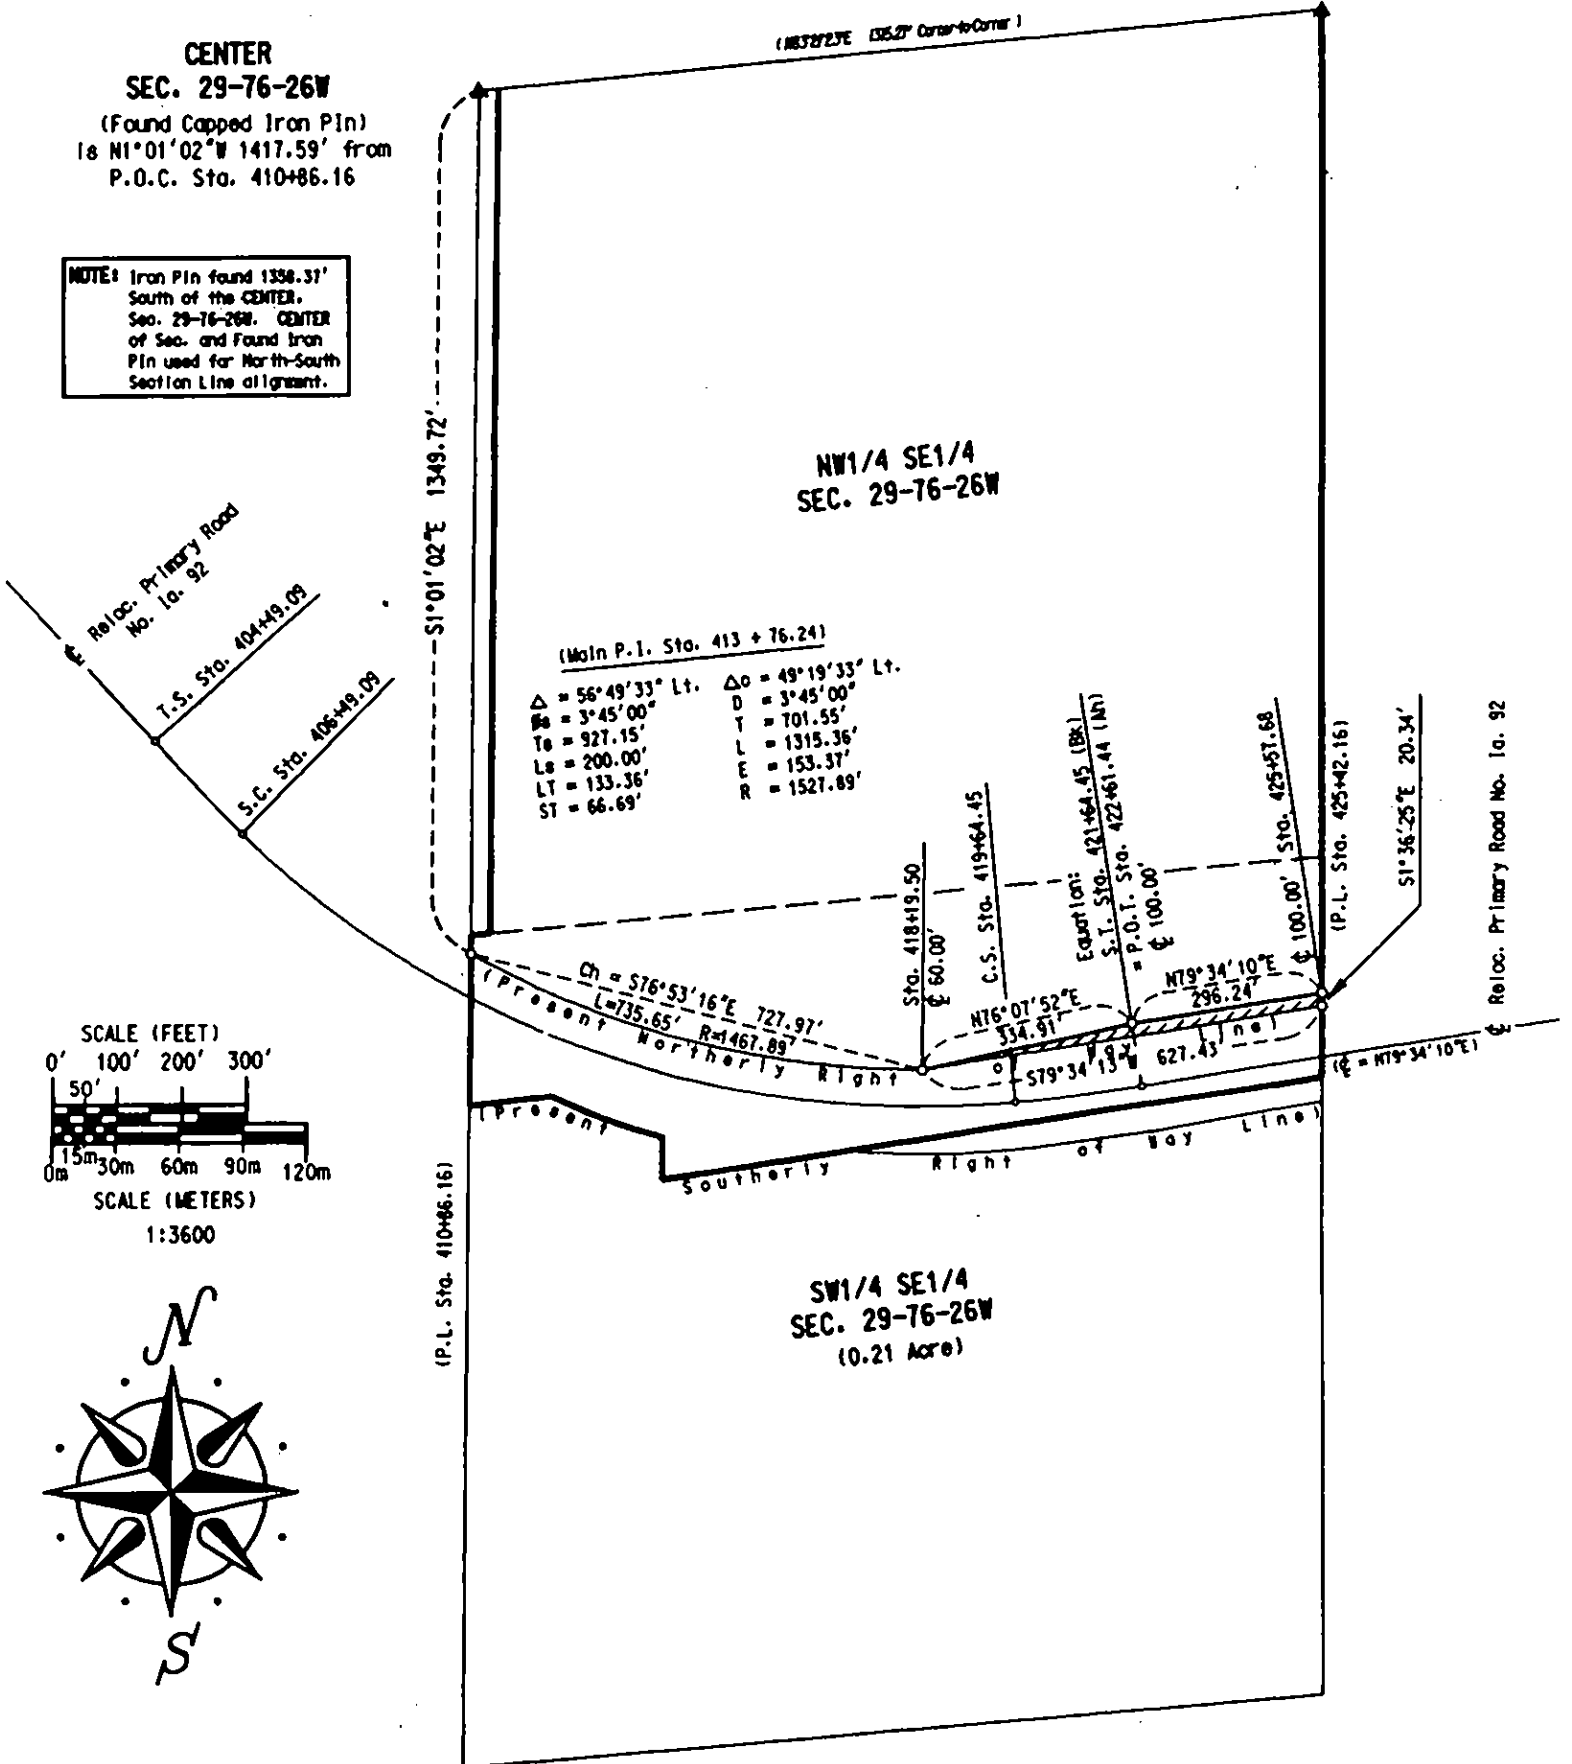 CENTER
SEC. 29-76-26W
(Found Capped Iron Pin)
is N1°01'02"W 1417.59' from
P.O.C. Sta. 410+86.16
NOTE: Iron Pin found 1358.37'
South of the CENTER.
Sec. 29-76-26W. CENTER
of Sec. and Found Iron
Pin used for North-South
Section Line alignment.
Corner-to-Corner )
S1°01'02"E 1349.72'
NW1/4 SE1/4
SEC. 29-76-26W
Reloc. Primary Road
No. Ia. 92
T.S. Sta. 404+49.09
S.C. Sta. 406+49.09
(Main P.I. Sta. 413 + 76.24)
Δ = 56°49'33" Lt.
= 3°45'00"
Ts = 927.15'
Ls = 200.00'
LT = 133.36'
ST = 66.69'
Δc = 49°19'33" Lt.
D = 3°45'00"
T = 701.55'
L = 1315.36'
E = 153.37'
R = 1527.89'
Sta. 418+19.50
℄ 60.00'
C.S. Sta. 419+64.45
Equation:
S.T. Sta. 421+64.45 (Bk)
= P.O.T. Sta. 422+61.44 (Ah)
℄ 100.00'
Sta. 425+57.68
℄ 100.00'
(P.L. Sta. 425+42.16)
S1°36'25"E 20.34'
℄ Reloc. Primary Road No. Ia. 92
Ch = S76°53'16"E 727.97'
L=735.65' R=1467.89'
(Present Northerly Right of Way Line)
N76°07'52"E
334.91'
N79°34'10"E
296.24'
S79°34'13"W 627.43'
(℄ = N79°34'10"E)
(Present Southerly Right of Way Line)
(P.L. Sta. 410+86.16)
SCALE (FEET)
0' 100' 200' 300'
50'
15m
0m 30m 60m 90m 120m
SCALE (METERS)
1:3600
SW1/4 SE1/4
SEC. 29-76-26W
(0.21 Acre)
N
S